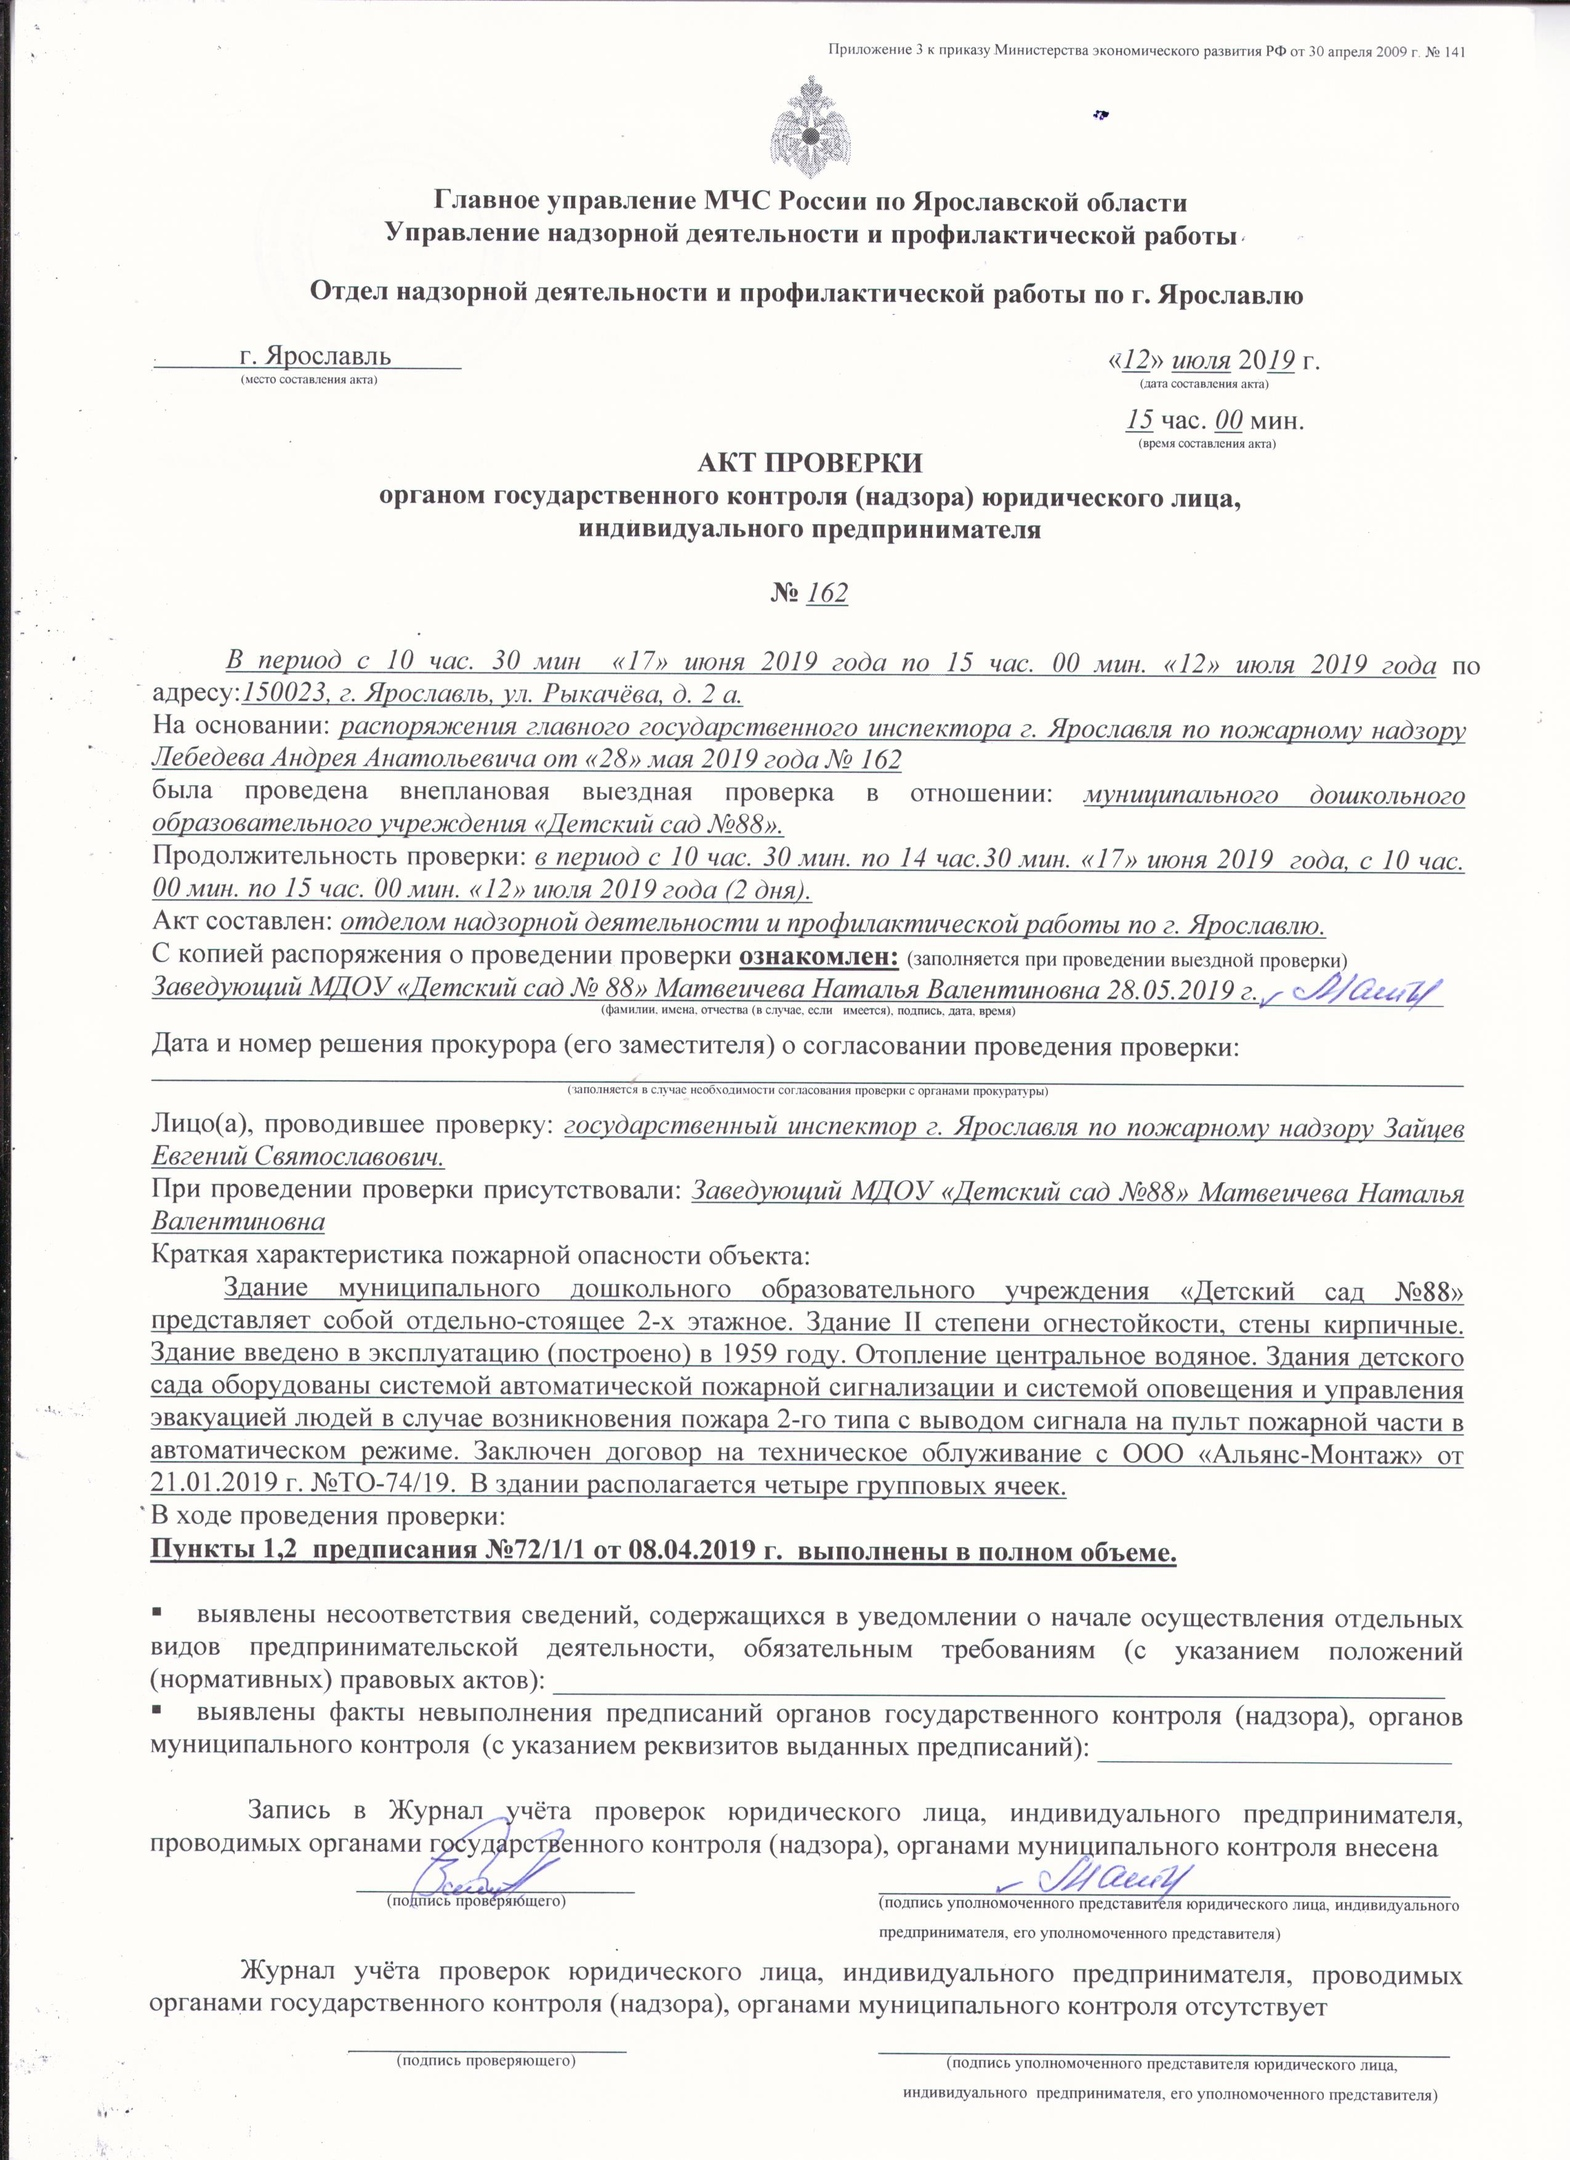 Приложение 3 к приказу Министерства экономического развития РФ от 30 апреля 2009 г. № 141
Главное управление МЧС России по Ярославской области
Управление надзорной деятельности и профилактической работы
Отдел надзорной деятельности и профилактической работы по г. Ярославлю
г. Ярославль «12» июля 2019 г.
(место составления акта) (дата составления акта)
15 час. 00 мин.
(время составления акта)
АКТ ПРОВЕРКИ
органом государственного контроля (надзора) юридического лица,
индивидуального предпринимателя
№ 162
В период с 10 час. 30 мин «17» июня 2019 года по 15 час. 00 мин. «12» июля 2019 года по
адресу:150023, г. Ярославль, ул. Рыкачёва, д. 2 а.
На основании: распоряжения главного государственного инспектора г. Ярославля по пожарному надзору
Лебедева Андрея Анатольевича от «28» мая 2019 года № 162
была проведена внеплановая выездная проверка в отношении: муниципального дошкольного
образовательного учреждения «Детский сад №88».
Продолжительность проверки: в период с 10 час. 30 мин. по 14 час.30 мин. «17» июня 2019 года, с 10 час.
00 мин. по 15 час. 00 мин. «12» июля 2019 года (2 дня).
Акт составлен: отделом надзорной деятельности и профилактической работы по г. Ярославлю.
С копией распоряжения о проведении проверки ознакомлен: (заполняется при проведении выездной проверки)
Заведующий МДОУ «Детский сад № 88» Матвеичева Наталья Валентиновна 28.05.2019 г.
(фамилии, имена, отчества (в случае, если имеется), подпись, дата, время)
Дата и номер решения прокурора (его заместителя) о согласовании проведения проверки:
(заполняется в случае необходимости согласования проверки с органами прокуратуры)
Лицо(а), проводившее проверку: государственный инспектор г. Ярославля по пожарному надзору Зайцев
Евгений Святославович.
При проведении проверки присутствовали: Заведующий МДОУ «Детский сад №88» Матвеичева Наталья
Валентиновна
Краткая характеристика пожарной опасности объекта:
Здание муниципального дошкольного образовательного учреждения «Детский сад №88»
представляет собой отдельно-стоящее 2-х этажное. Здание II степени огнестойкости, стены кирпичные.
Здание введено в эксплуатацию (построено) в 1959 году. Отопление центральное водяное. Здания детского
сада оборудованы системой автоматической пожарной сигнализации и системой оповещения и управления
эвакуацией людей в случае возникновения пожара 2-го типа с выводом сигнала на пульт пожарной части в
автоматическом режиме. Заключен договор на техническое облуживание с ООО «Альянс-Монтаж» от
21.01.2019 г. №ТО-74/19. В здании располагается четыре групповых ячеек.
В ходе проведения проверки:
Пункты 1,2 предписания №72/1/1 от 08.04.2019 г. выполнены в полном объеме.
▪ выявлены несоответствия сведений, содержащихся в уведомлении о начале осуществления отдельных
видов предпринимательской деятельности, обязательным требованиям (с указанием положений
(нормативных) правовых актов):
▪ выявлены факты невыполнения предписаний органов государственного контроля (надзора), органов
муниципального контроля (с указанием реквизитов выданных предписаний):
Запись в Журнал учёта проверок юридического лица, индивидуального предпринимателя,
проводимых органами государственного контроля (надзора), органами муниципального контроля внесена
(подпись проверяющего) (подпись уполномоченного представителя юридического лица, индивидуального
предпринимателя, его уполномоченного представителя)
Журнал учёта проверок юридического лица, индивидуального предпринимателя, проводимых
органами государственного контроля (надзора), органами муниципального контроля отсутствует
(подпись проверяющего) (подпись уполномоченного представителя юридического лица,
индивидуального предпринимателя, его уполномоченного представителя)